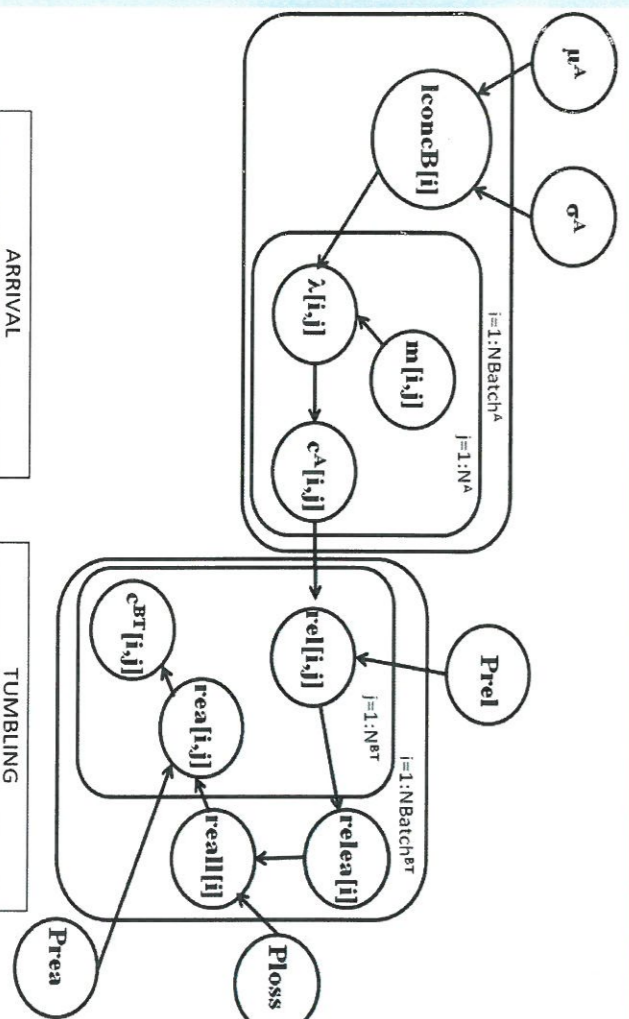 μᴬ
σᴬ
lconcB[i]
i=1:NBatchᴬ
j=1:Nᴬ
m[i,j]
λ[i,j]
cᴬ[i,j]
ARRIVAL
Prel
i=1:NBatchᴮᵀ
j=1:Nᴮᵀ
rel[i,j]
relea[i]
rea[i,j]
reall[i]
cᴮᵀ[i,j]
Ploss
Prea
TUMBLING